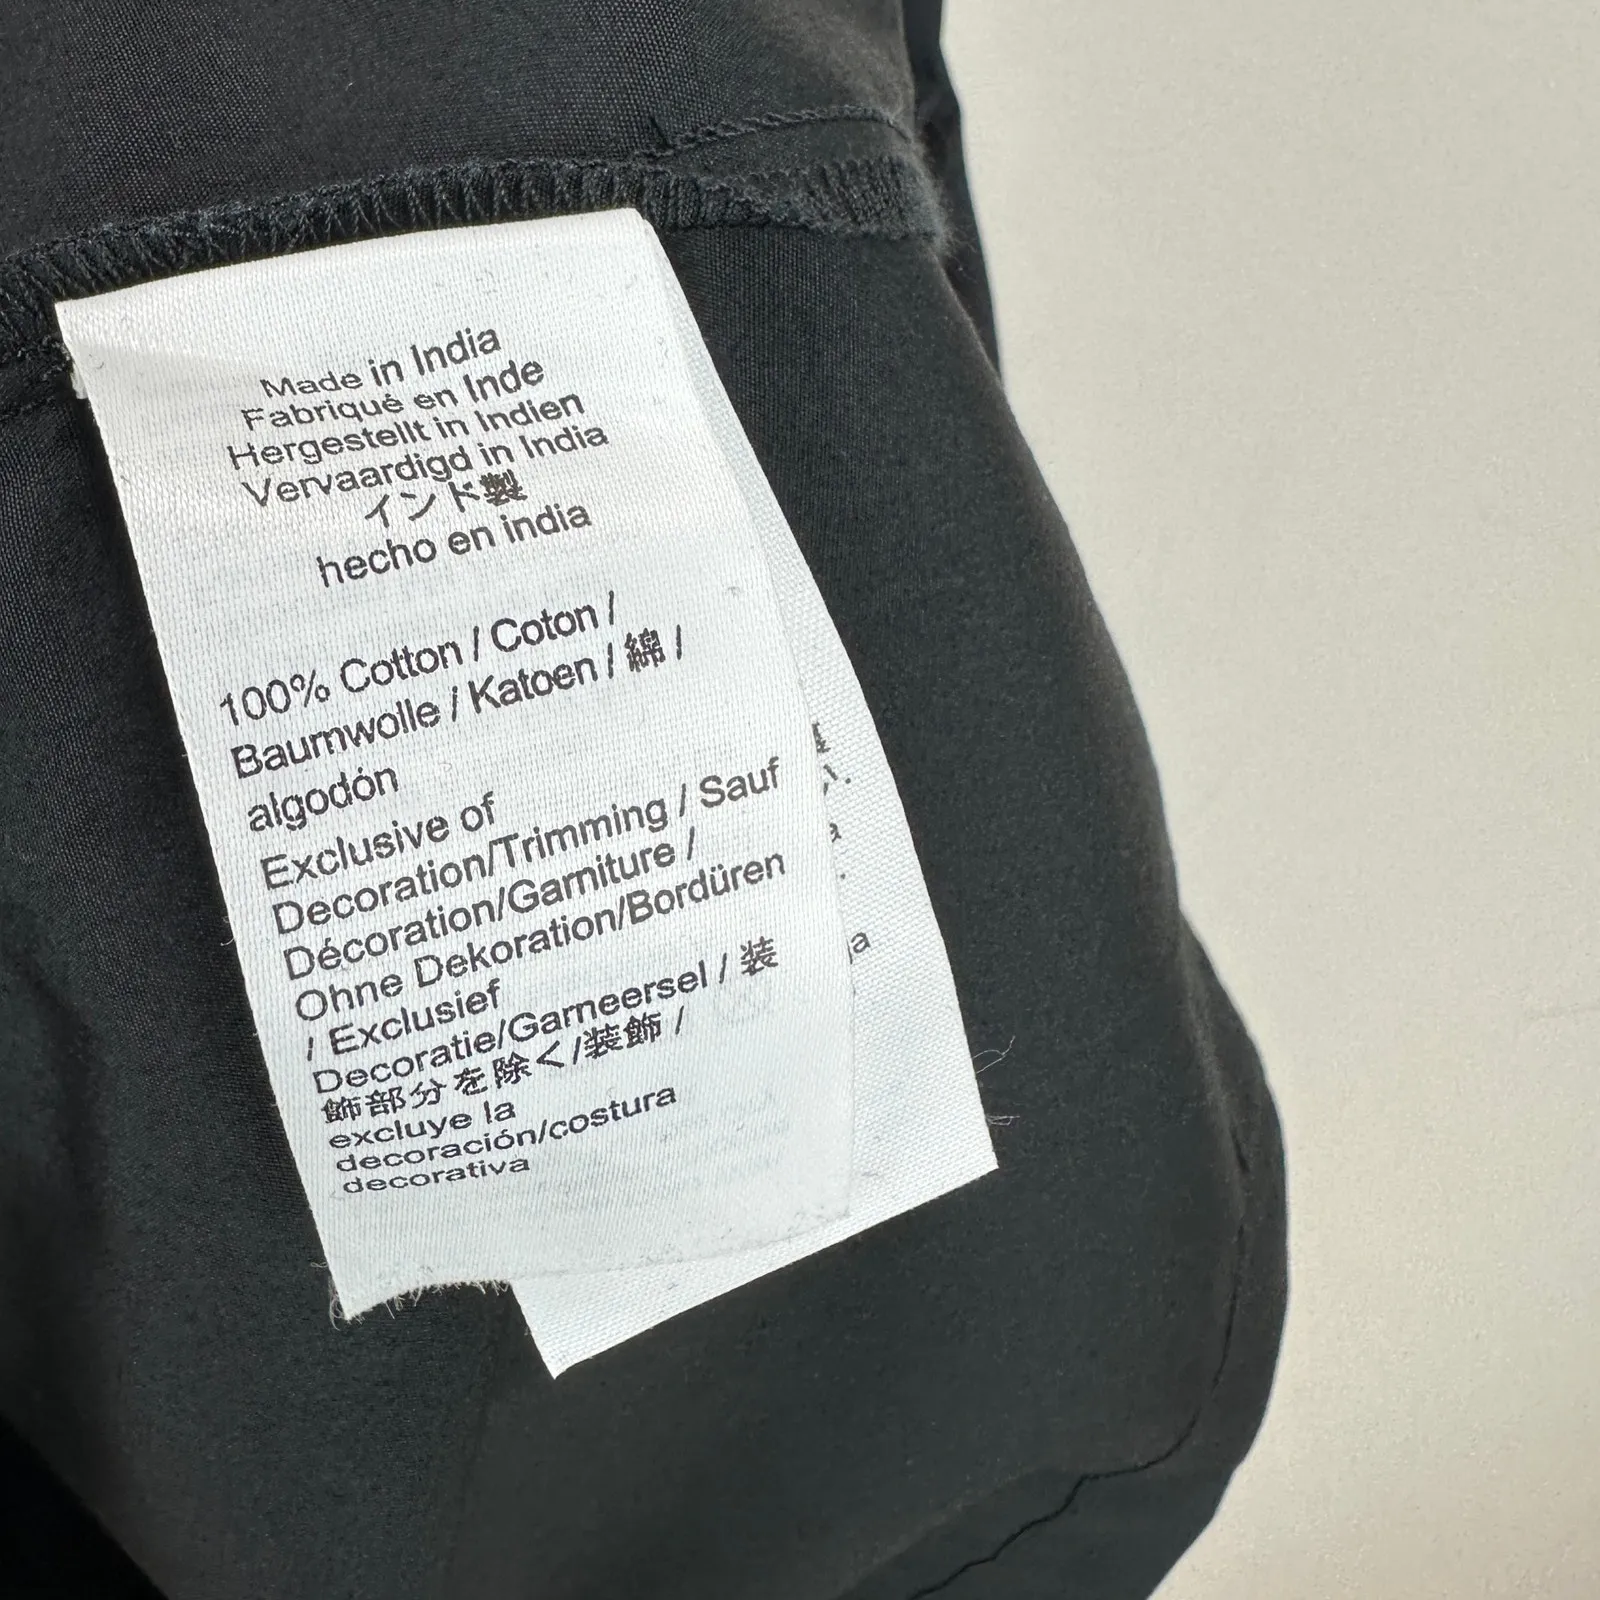 Made in India
Fabriqué en Inde
Hergestellt in Indien
Vervaardigd in India
インド製
hecho en india
100% Cotton / Coton /
Baumwolle / Katoen / 綿 /
algodón
Exclusive of
Decoration/Trimming / Sauf
Décoration/Garniture /
Ohne Dekoration/Bordüren
/ Exclusief
Decoratie/Garneersel / 装
飾部分を除く/装飾 /
excluye la
decoración/costura
decorativa